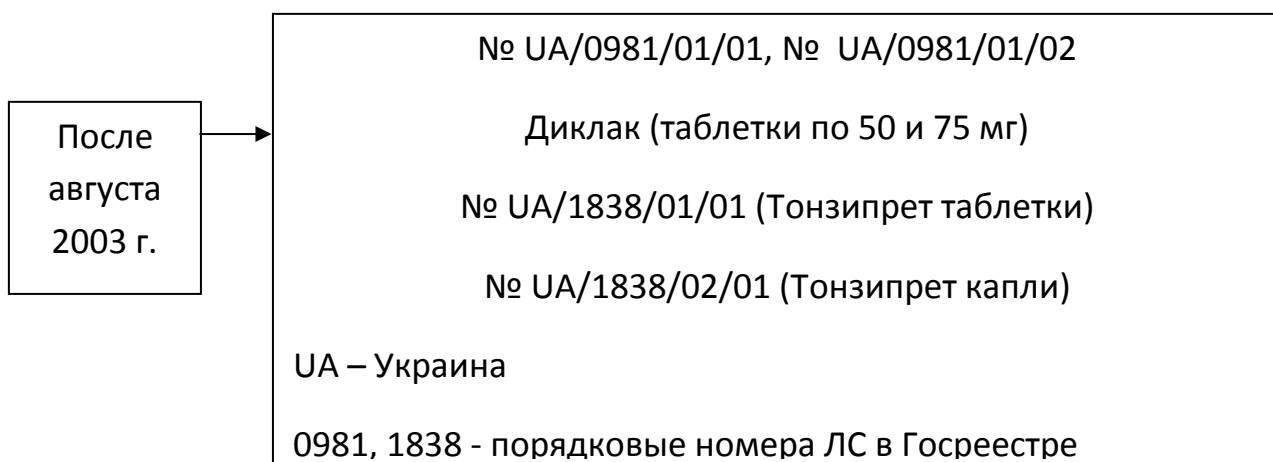 После
августа
2003 г.
№ UA/0981/01/01, № UA/0981/01/02
Диклак (таблетки по 50 и 75 мг)
№ UA/1838/01/01 (Тонзипрет таблетки)
№ UA/1838/02/01 (Тонзипрет капли)
UA – Украина
0981, 1838 - порядковые номера ЛС в Госреестре